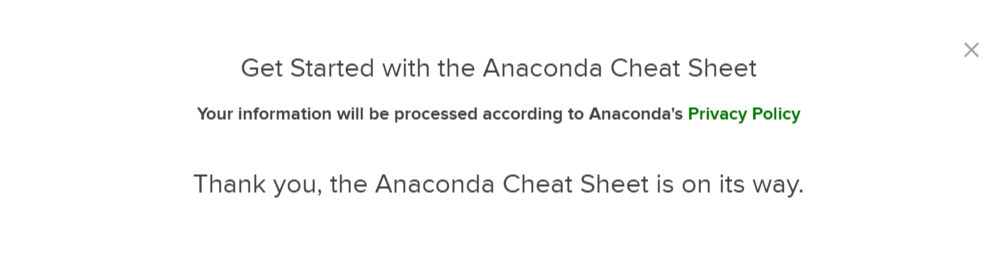 Get Started with the Anaconda Cheat Sheet
Your information will be processed according to Anaconda's Privacy Policy
Thank you, the Anaconda Cheat Sheet is on its way.